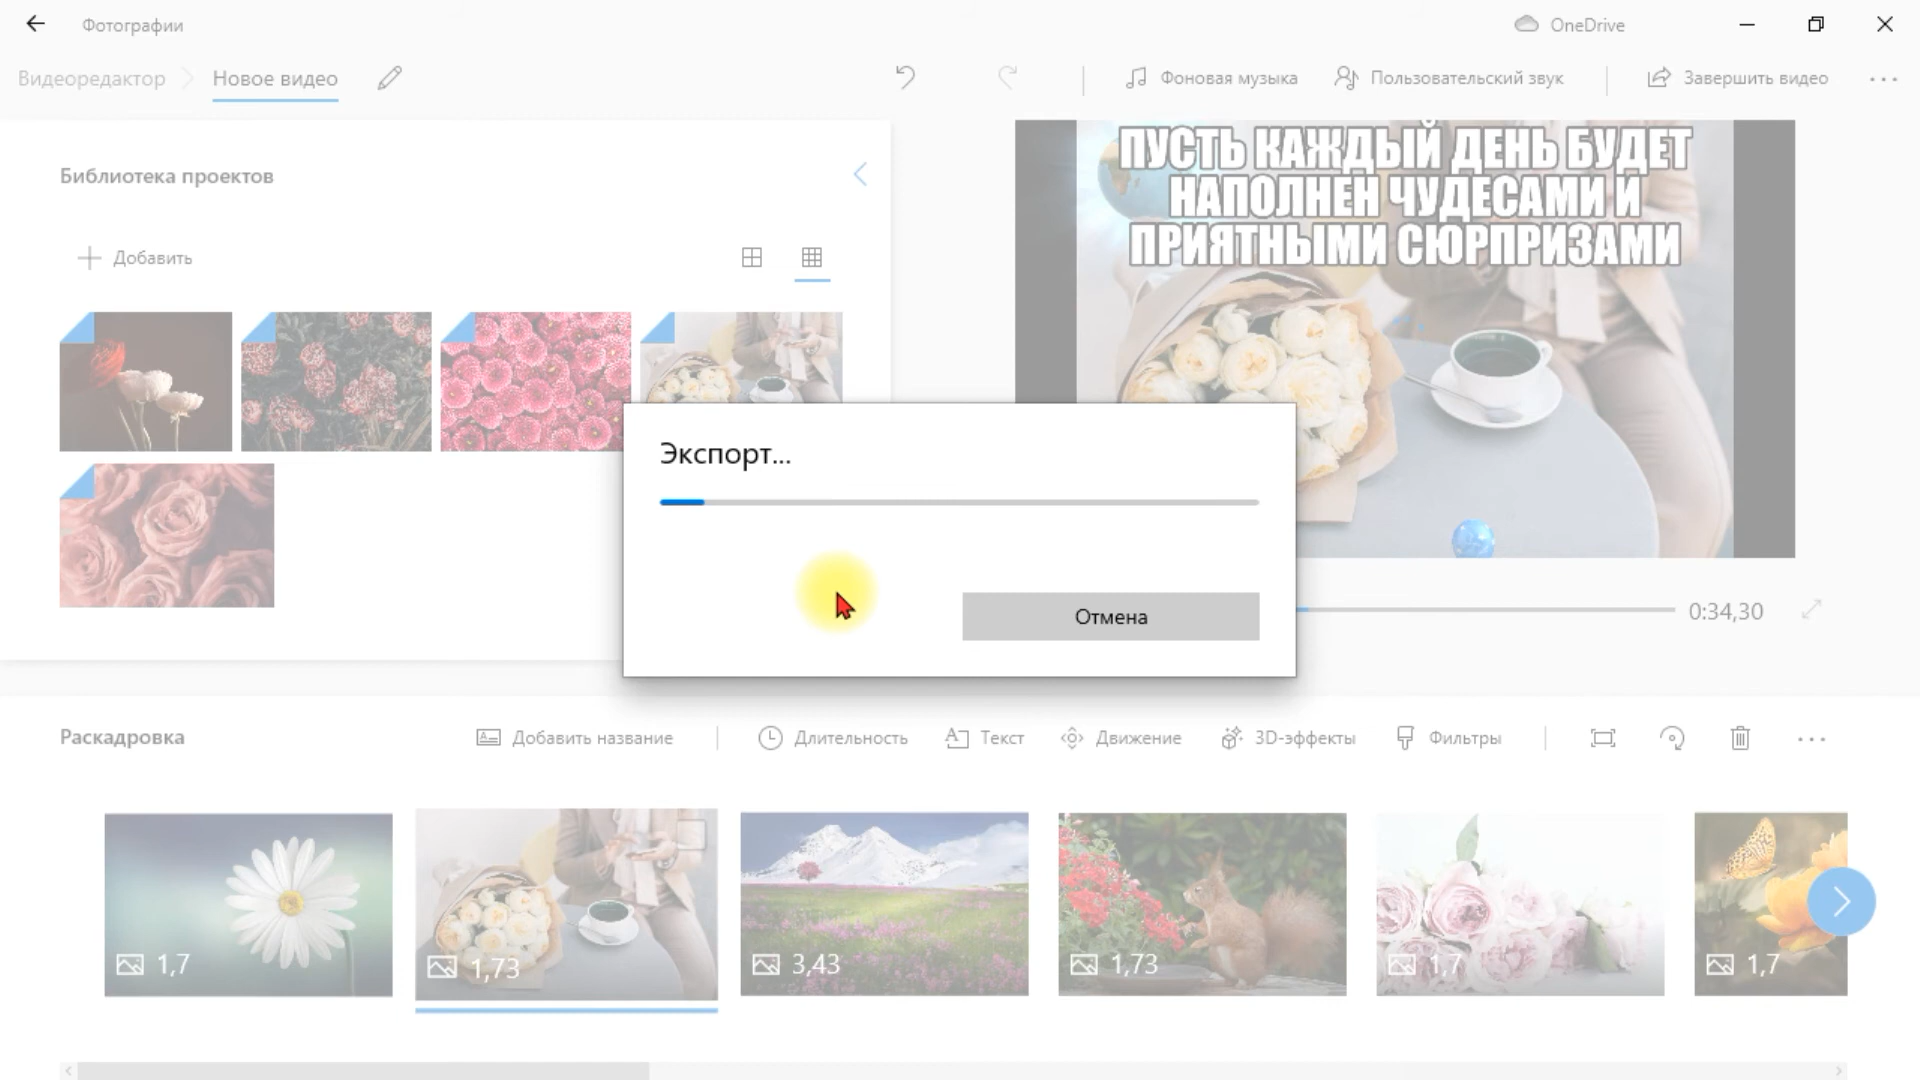 Фотографии
OneDrive
Видеоредактор
Новое видео
Фоновая музыка
Пользовательский звук
Завершить видео
Библиотека проектов
Добавить
ПУСТЬ КАЖДЫЙ ДЕНЬ БУДЕТ
НАПОЛНЕН ЧУДЕСАМИ И
ПРИЯТНЫМИ СЮРПРИЗАМИ
Экспорт...
Отмена
0:34,30
Раскадровка
Добавить название
Длительность
Текст
Движение
3D-эффекты
Фильтры
1,7
1,73
3,43
1,73
1,7
1,7